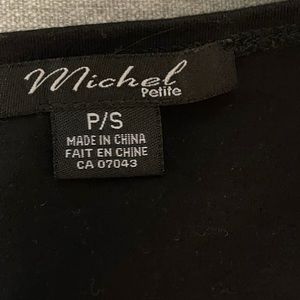 Michel
Petite
P/S
MADE IN CHINA
FAIT EN CHINE
CA 07043